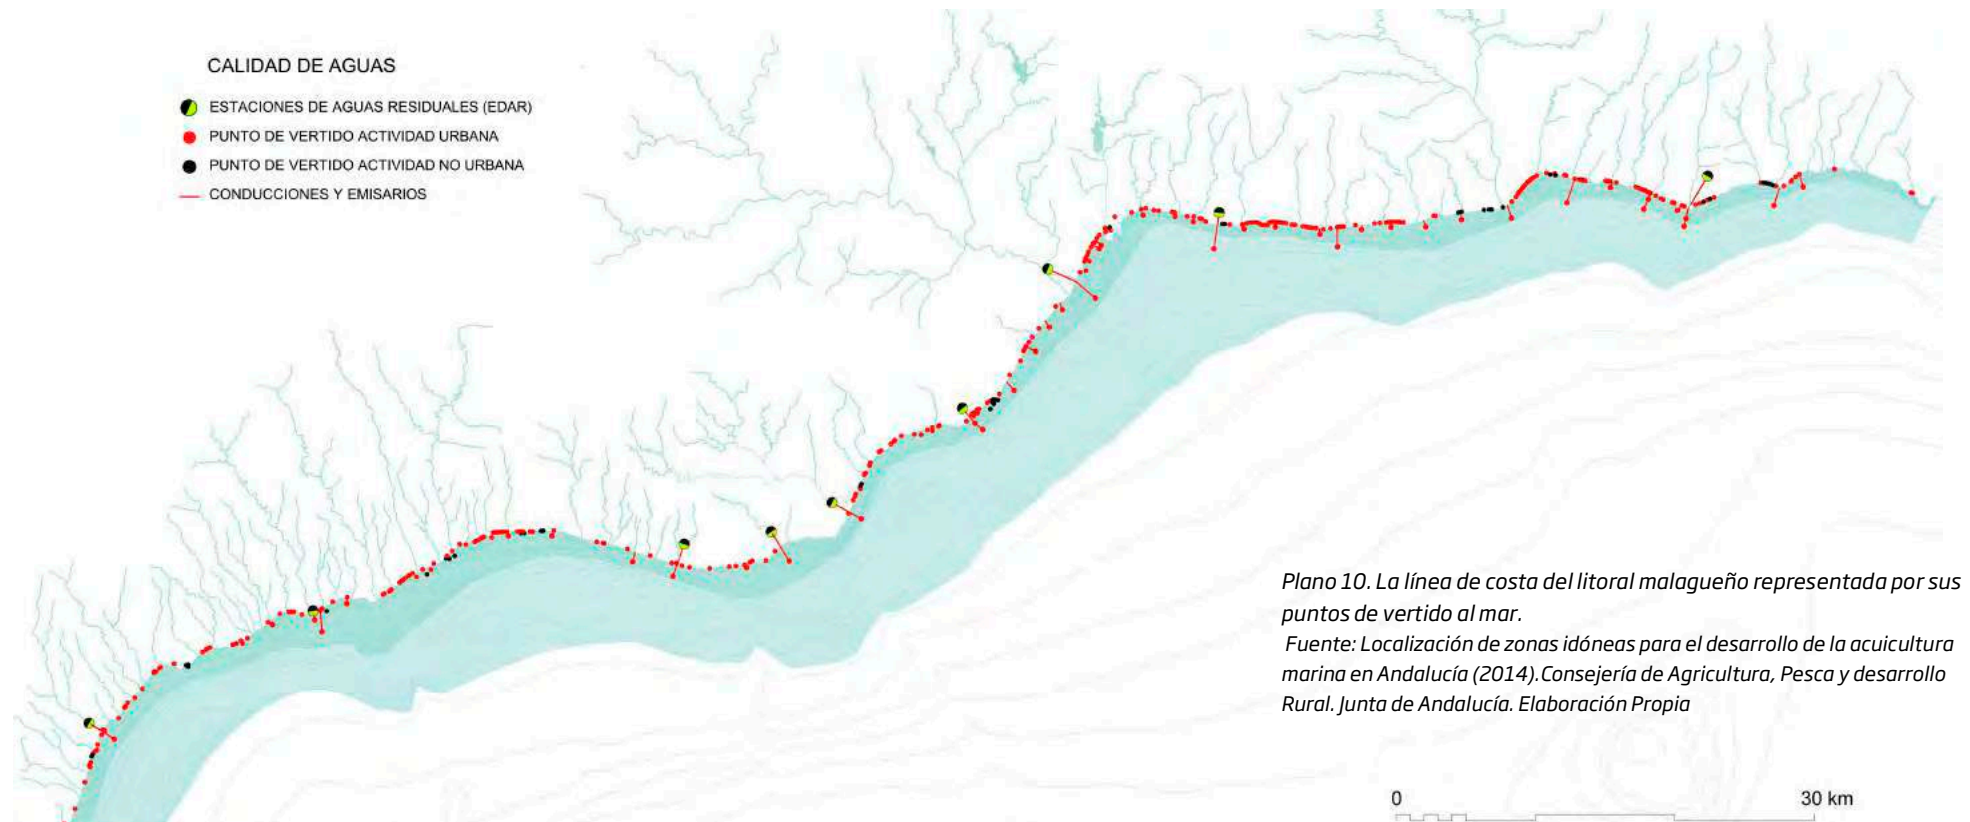 CALIDAD DE AGUAS
ESTACIONES DE AGUAS RESIDUALES (EDAR)
PUNTO DE VERTIDO ACTIVIDAD URBANA
PUNTO DE VERTIDO ACTIVIDAD NO URBANA
CONDUCCIONES Y EMISARIOS
Plano 10. La línea de costa del litoral malagueño representada por sus
puntos de vertido al mar.
Fuente: Localización de zonas idóneas para el desarrollo de la acuicultura
marina en Andalucía (2014).Consejería de Agricultura, Pesca y desarrollo
Rural. Junta de Andalucía. Elaboración Propia
0 30 km